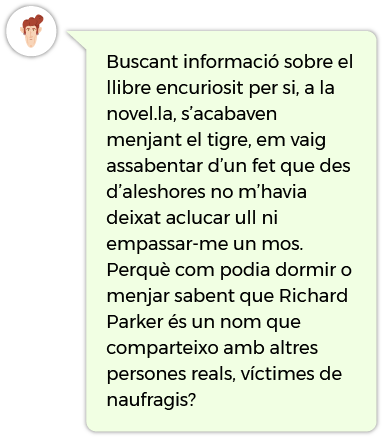 Buscant informació sobre el
llibre encuriosit per si, a la
novel.la, s’acabaven
menjant el tigre, em vaig
assabentar d’un fet que des
d’aleshores no m’havia
deixat aclucar ull ni
empassar-me un mos.
Perquè com podia dormir o
menjar sabent que Richard
Parker és un nom que
comparteixo amb altres
persones reals, víctimes de
naufragis?